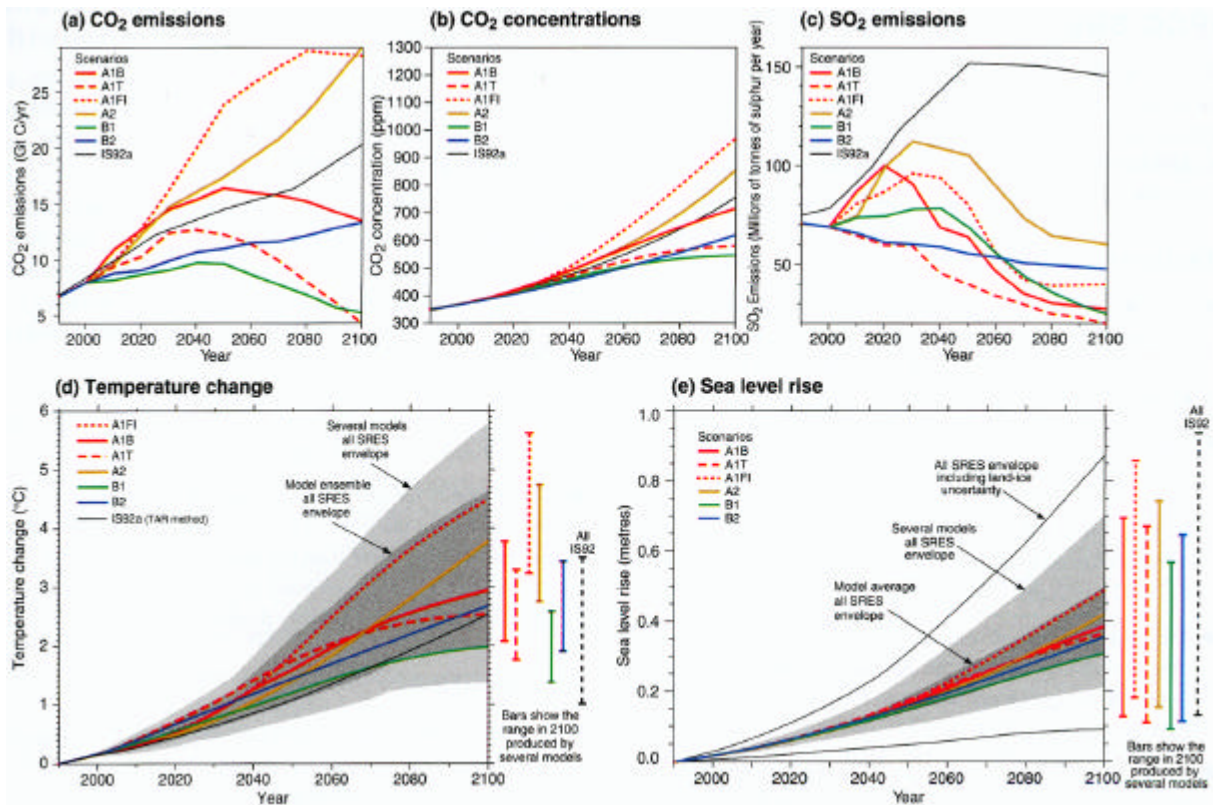 (a) CO₂ emissions
CO₂ emissions (Gt C/yr)
25
20
15
10
5
Scenarios
A1B
A1T
A1FI
A2
B1
B2
IS92a
2000 2020 2040 2060 2080 2100
Year
(b) CO₂ concentrations
CO₂ concentration (ppm)
1300
1200
1100
1000
900
800
700
600
500
400
300
Scenarios
A1B
A1T
A1FI
A2
B1
B2
IS92a
2000 2020 2040 2060 2080 2100
Year
(c) SO₂ emissions
SO₂ Emissions (Millions of tonnes of sulphur per year)
150
100
50
Scenarios
A1B
A1T
A1FI
A2
B1
B2
IS92a
2000 2020 2040 2060 2080 2100
Year
(d) Temperature change
Temperature change (°C)
6
5
4
3
2
1
0
A1FI
A1B
A1T
A2
B1
B2
IS92a (TAR method)
Several models
all SRES
envelope
Model ensemble
all SRES
envelope
All
IS92
Bars show the
range in 2100
produced by
several models
2000 2020 2040 2060 2080 2100
Year
(e) Sea level rise
Sea level rise (metres)
1.0
0.8
0.6
0.4
0.2
0.0
Scenarios
A1B
A1T
A1FI
A2
B1
B2
All SRES envelope
including land-ice
uncertainty
Several models
all SRES
envelope
Model average
all SRES
envelope
All
IS92
Bars show the
range in 2100
produced by
several models
2000 2020 2040 2060 2080 2100
Year